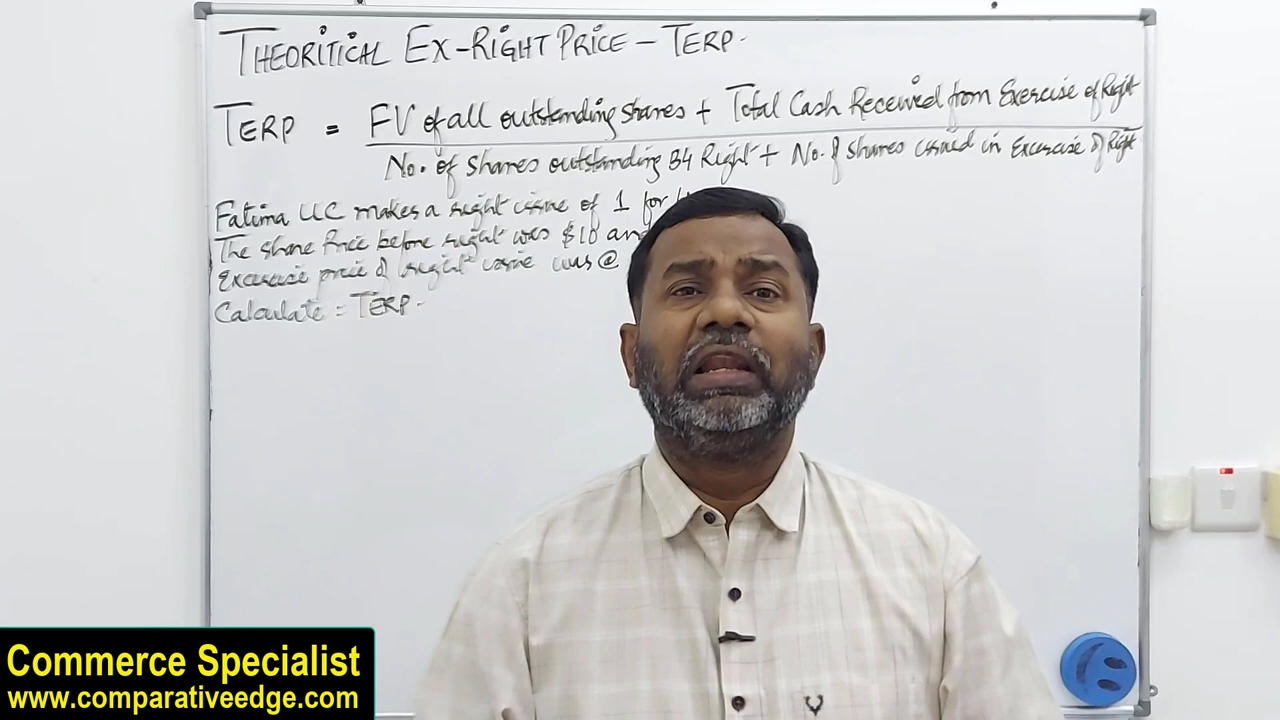 THEORITICAL EX-RIGHT PRICE - TERP.
TERP = FV of all outstanding shares + Total Cash Received from Exercise of Right
No. of shares outstanding B4 Right + No. of shares issued in Excercise of Right
Fatima LLC makes a right issue of 1 for
The share Price before right was $10 an
Excercise price of right issue was @
Calculate = TERP.
Commerce Specialist
www.comparativeedge.com